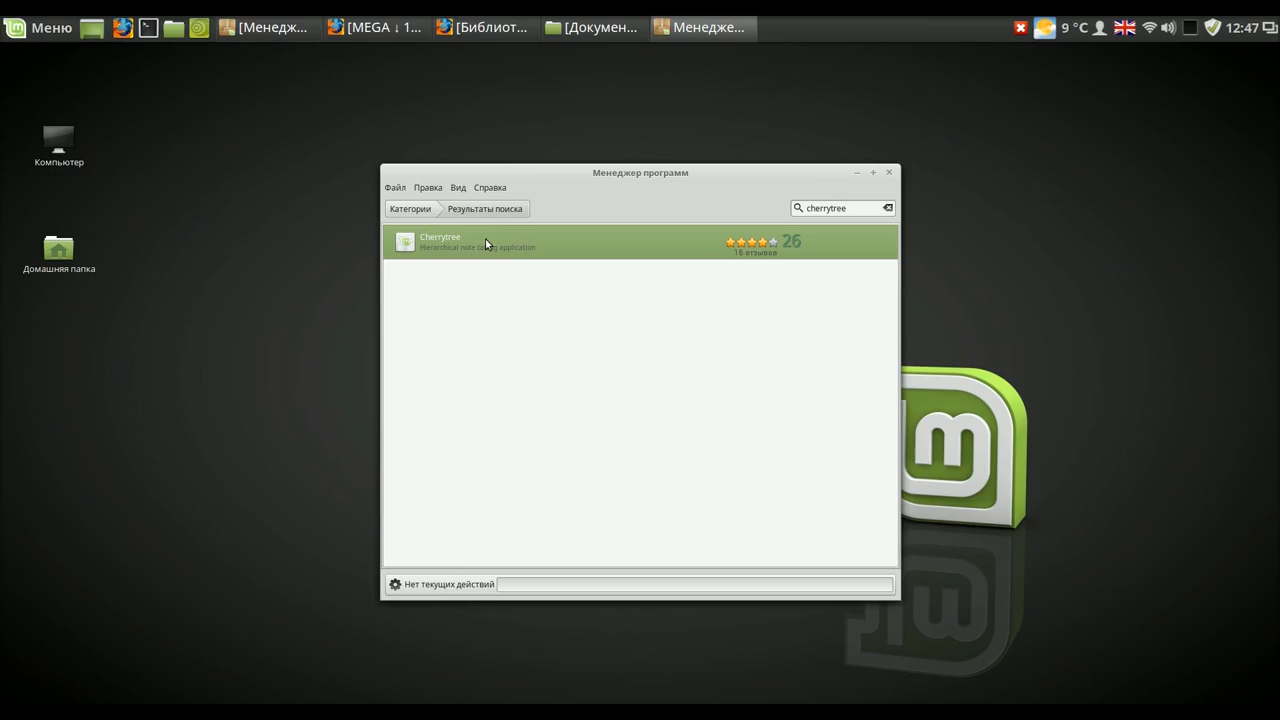 Меню
[Менедж...
[MEGA ↓ 1...
[Библиот...
[Докумен...
Менедже...
9 °C
12:47
Компьютер
Домашняя папка
Менеджер программ
Файл Правка Вид Справка
Категории
Результаты поиска
cherrytree
Cherrytree
Hierarchical note application
26
16 отзывов
Нет текущих действий